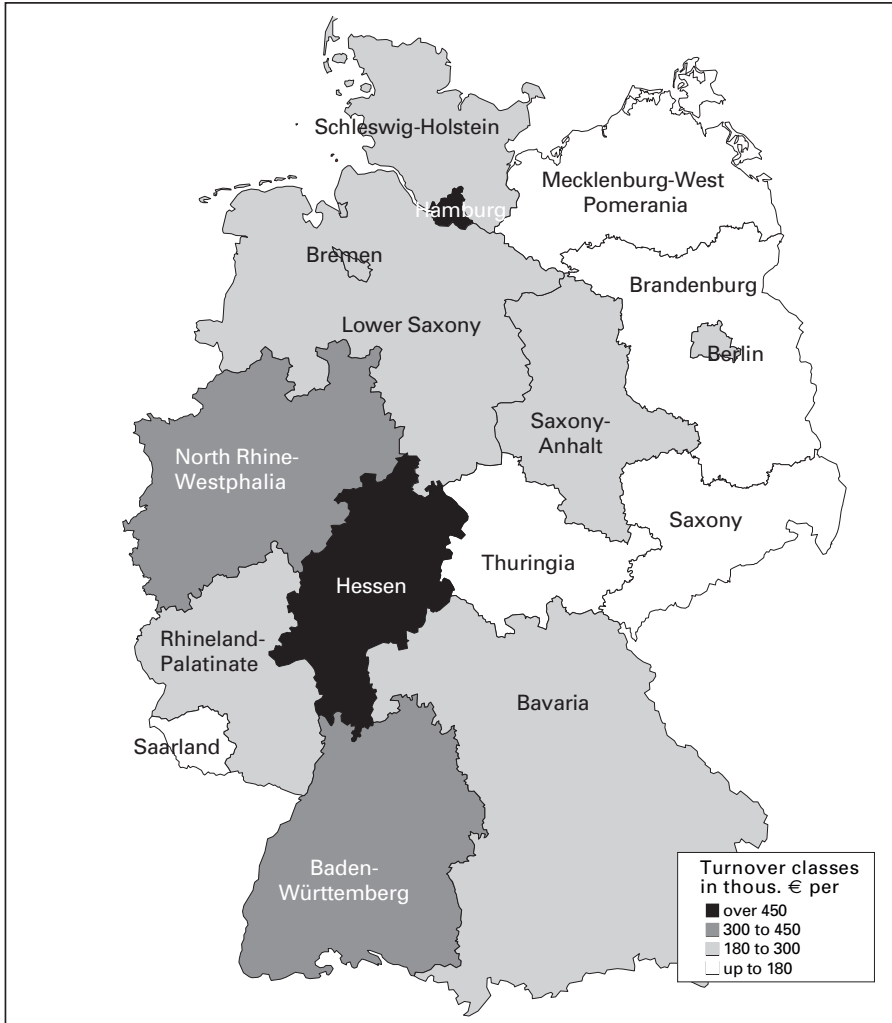 Schleswig-Holstein
Mecklenburg-West
Pomerania
Hamburg
Bremen
Brandenburg
Lower Saxony
Berlin
Saxony-
Anhalt
North Rhine-
Westphalia
Saxony
Thuringia
Hessen
Rhineland-
Palatinate
Bavaria
Saarland
Baden-
Württemberg
Turnover classes
in thous. € per
over 450
300 to 450
180 to 300
up to 180